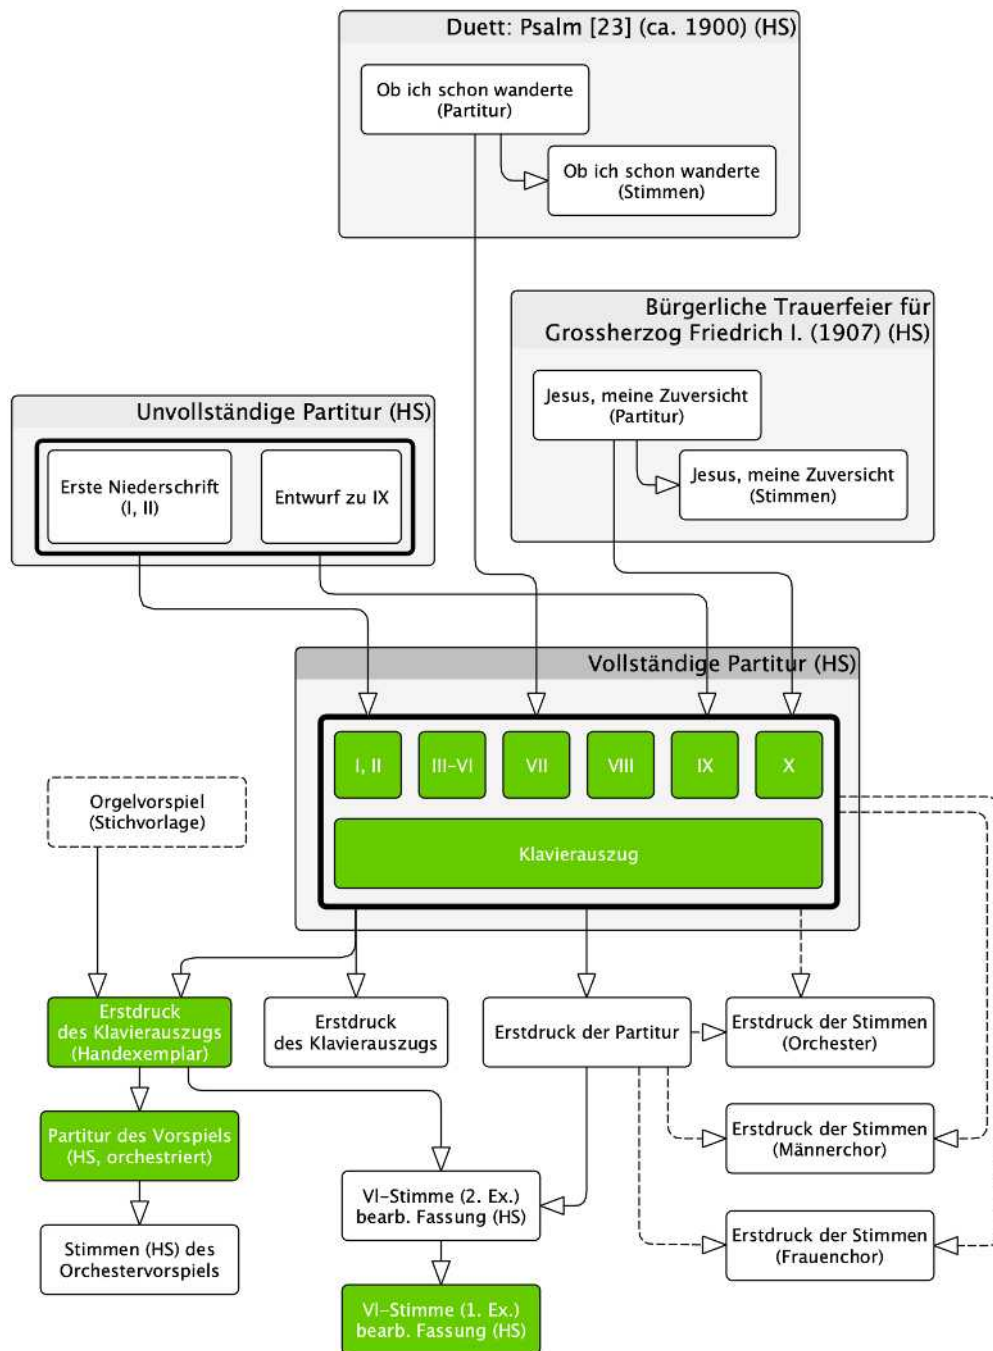 Duett: Psalm [23] (ca. 1900) (HS)
Ob ich schon wanderte
(Partitur)
Ob ich schon wanderte
(Stimmen)
Bürgerliche Trauerfeier für
Grossherzog Friedrich I. (1907) (HS)
Jesus, meine Zuversicht
(Partitur)
Jesus, meine Zuversicht
(Stimmen)
Unvollständige Partitur (HS)
Erste Niederschrift
(I, II)
Entwurf zu IX
Vollständige Partitur (HS)
I, II
III–VI
VII
VIII
IX
X
Klavierauszug
Orgelvorspiel
(Stichvorlage)
Erstdruck
des Klavierauszugs
(Handexemplar)
Erstdruck
des Klavierauszugs
Erstdruck der Partitur
Erstdruck der Stimmen
(Orchester)
Partitur des Vorspiels
(HS, orchestriert)
Erstdruck der Stimmen
(Männerchor)
Vl–Stimme (2. Ex.)
bearb. Fassung (HS)
Stimmen (HS) des
Orchestervorspiels
Erstdruck der Stimmen
(Frauenchor)
Vl–Stimme (1. Ex.)
bearb. Fassung (HS)